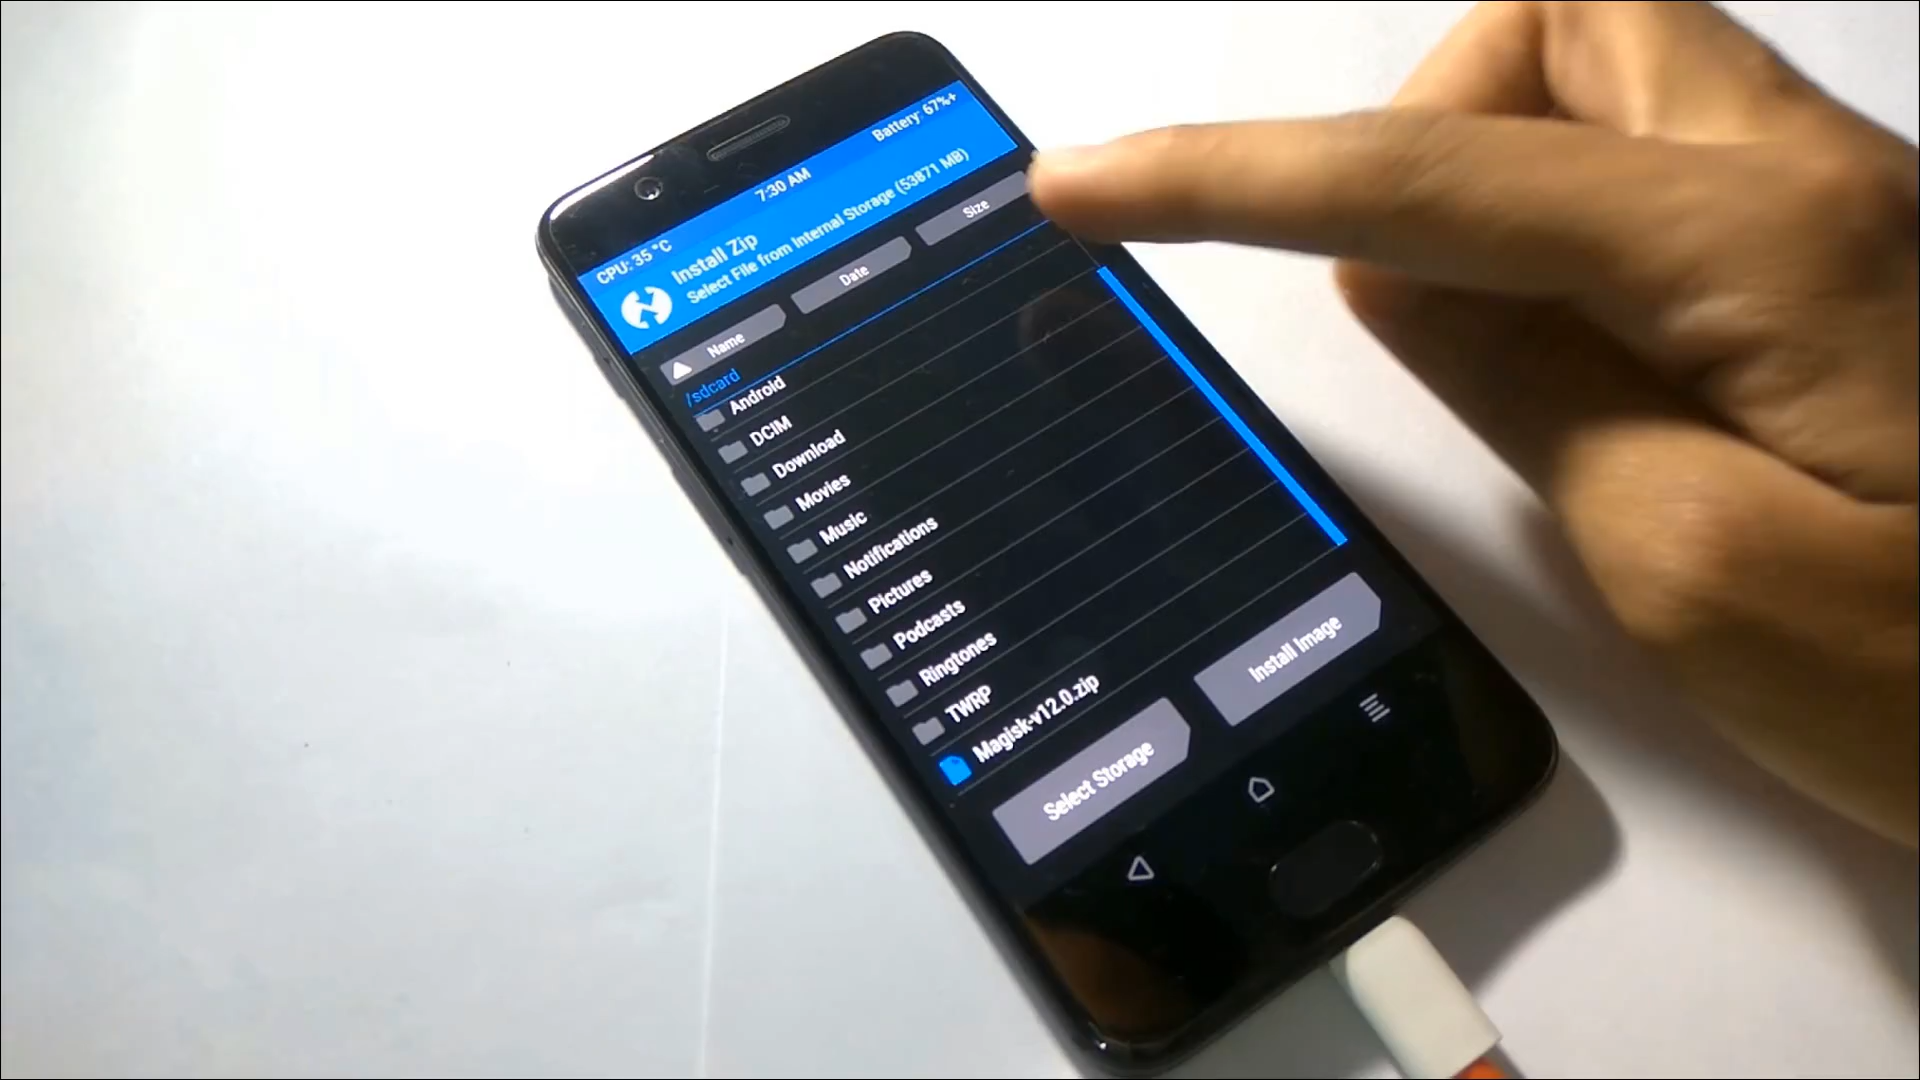 Battery: 67%+
7:30 AM
CPU: 35 °C
Install Zip
Select File from Internal Storage (53871 MB)
Name
Date
Size
/sdcard
Android
DCIM
Download
Movies
Music
Notifications
Pictures
Podcasts
Ringtones
TWRP
Magisk-v12.0.zip
Select Storage
Install Image